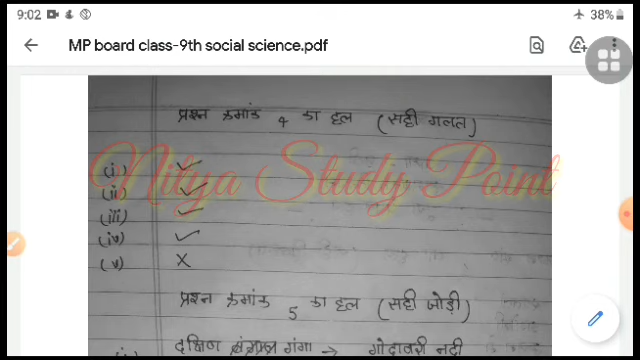 9:02 38%
MP board class-9th social science.pdf
प्रश्न क्रमांक 4 का हल (सही गलत)
Nitya Study Point
(i) ✓
(ii) ✓
(iii) ✓
(iv) ✓
(v) ×
प्रश्न क्रमांक 5 का हल (सही जोड़ी)
दक्षिण गंगा → गोदावरी नदी